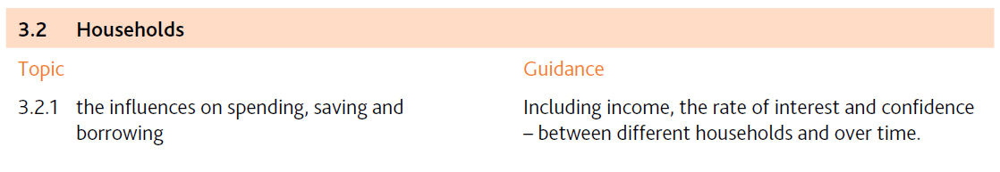 3.2 Households
Topic Guidance
3.2.1 the influences on spending, saving and Including income, the rate of interest and confidence
borrowing – between different households and over time.